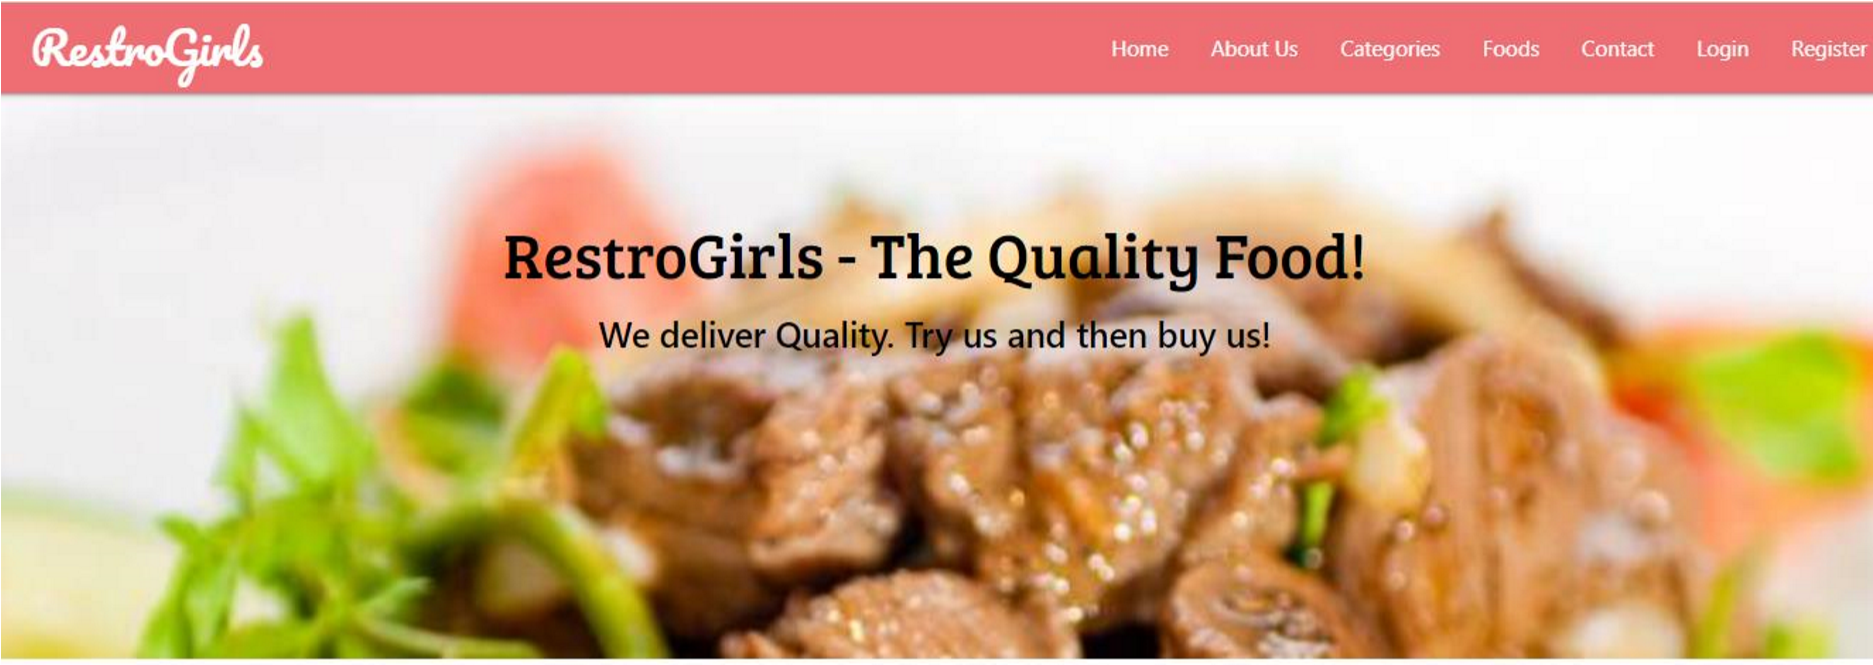 RestroGirls
Home About Us Categories Foods Contact Login Register
RestroGirls - The Quality Food!
We deliver Quality. Try us and then buy us!